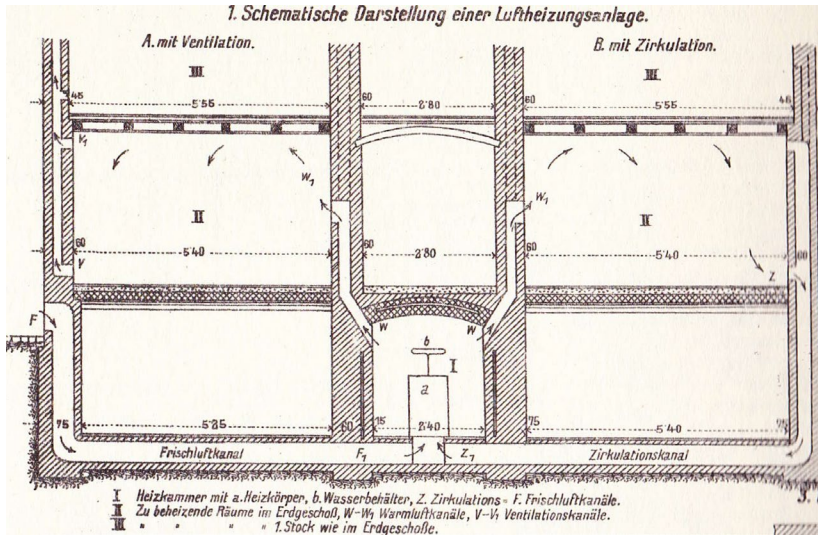 1. Schematische Darstellung einer Luftheizungsanlage.
A. mit Ventilation.
B. mit Zirkulation.
III
III
45
5·55
60
2·80
60
5·55
45
V₁
W₁
W₁
II
II
60
5·40
60
2·80
60
5·40
60
V
Z
F
W
W
b
I
a
75
5·25
60
15
2·40
75
5·40
75
Frischluftkanal
F₁
Z₁
Zirkulationskanal
I Heizkammer mit a. Heizkörper, b. Wasserbehälter, Z. Zirkulations= F. Frischluftkanäle.
3.
II Zu beheizende Räume im Erdgeschoß, W-W₁ Warmluftkanäle, V-V₁ Ventilationskanäle.
III " " " " 1. Stock wie im Erdgeschoße.